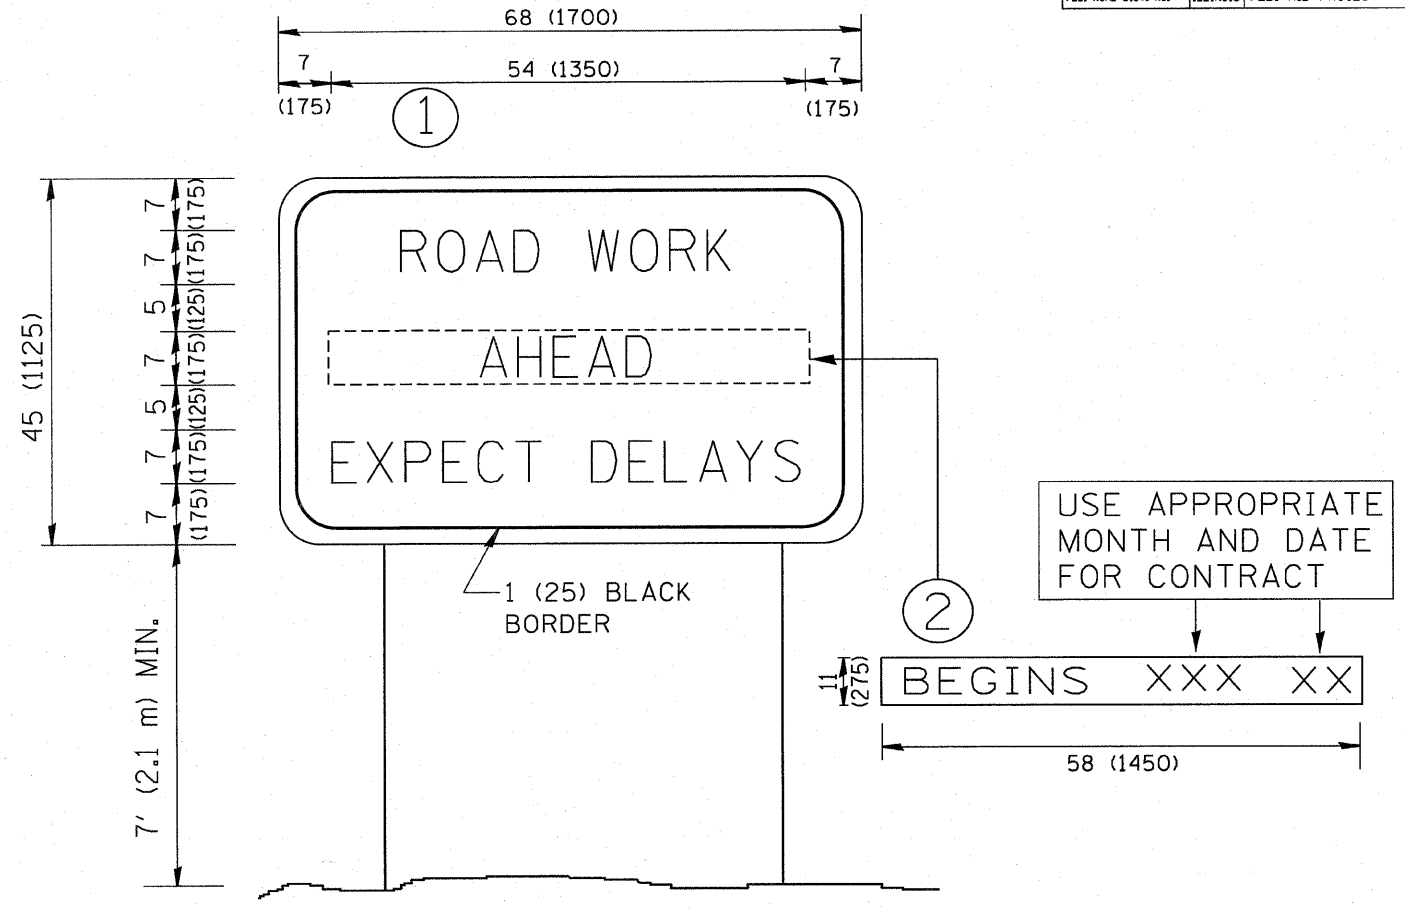 68 (1700)
7 54 (1350) 7
(175) (175)
1
45 (1125)
7 (175)
7 (175)
5 (125)
7 (175)
5 (125)
7 (175)
7 (175)
ROAD WORK
AHEAD
EXPECT DELAYS
1 (25) BLACK
BORDER
7' (2.1 m) MIN.
2
USE APPROPRIATE
MONTH AND DATE
FOR CONTRACT
11
(275)
BEGINS XXX XX
58 (1450)